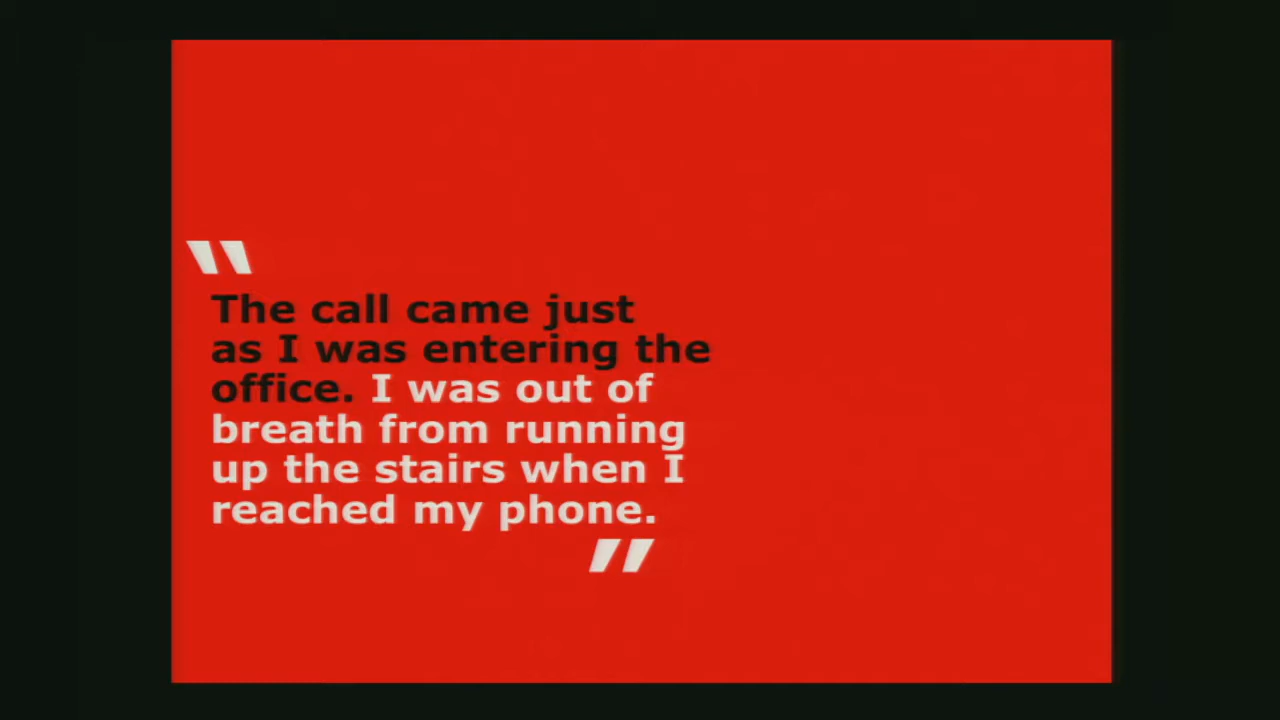 "
The call came just
as I was entering the
office. I was out of
breath from running
up the stairs when I
reached my phone.
"